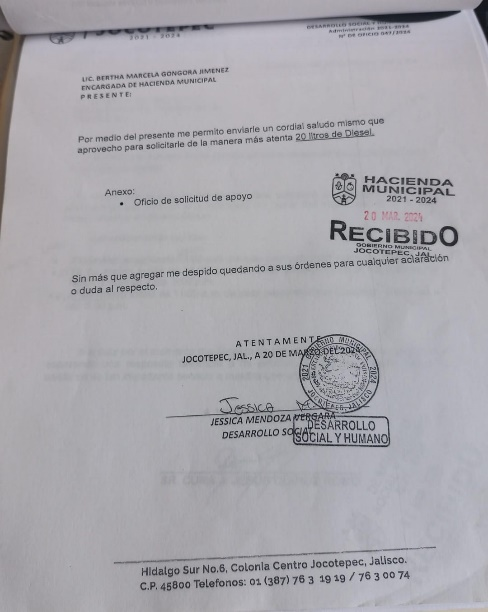 JOCOTEPEC
2021 - 2024
DESARROLLO SOCIAL Y
Administración 2021-2024
N° DE OFICIO 047/2024
LIC. BERTHA MARCELA GONGORA JIMENEZ
ENCARGADA DE HACIENDA MUNICIPAL
P R E S E N T E:
Por medio del presente me permito enviarle un cordial saludo mismo que
aprovecho para solicitarle de la manera más atenta 20 litros de Diesel.
Anexo:
• Oficio de solicitud de apoyo
HACIENDA
MUNICIPAL
2021 - 2024
20 MAR. 2024
RECIBIDO
GOBIERNO MUNICIPAL
JOCOTEPEC, JAL.
Sin más que agregar me despido quedando a sus órdenes para cualquier aclaración
o duda al respecto.
A T E N T A M E N T E
JOCOTEPEC, JAL., A 20 DE MARZO DEL 2024
GOBIERNO MUNICIPAL
2021
2024
JOCOTEPEC, JALISCO
Jessica M.
JESSICA MENDOZA VERGARA
DESARROLLO SOCIAL
DESARROLLO
SOCIAL Y HUMANO
Hidalgo Sur No.6, Colonia Centro Jocotepec, Jalisco.
C.P. 45800 Telefonos: 01 (387) 76 3 19 19 / 76 3 00 74